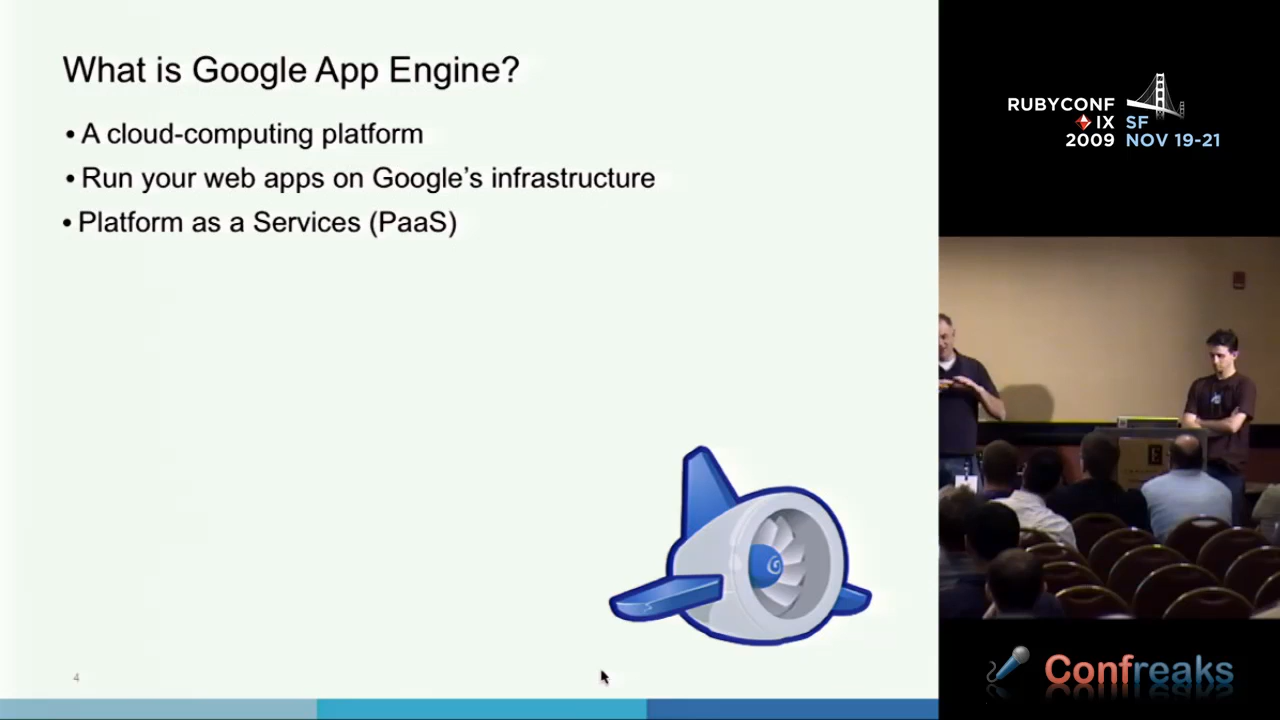 What is Google App Engine?
• A cloud-computing platform
• Run your web apps on Google's infrastructure
• Platform as a Services (PaaS)
4
RUBYCONF
IX SF
2009 NOV 19-21
Confreaks